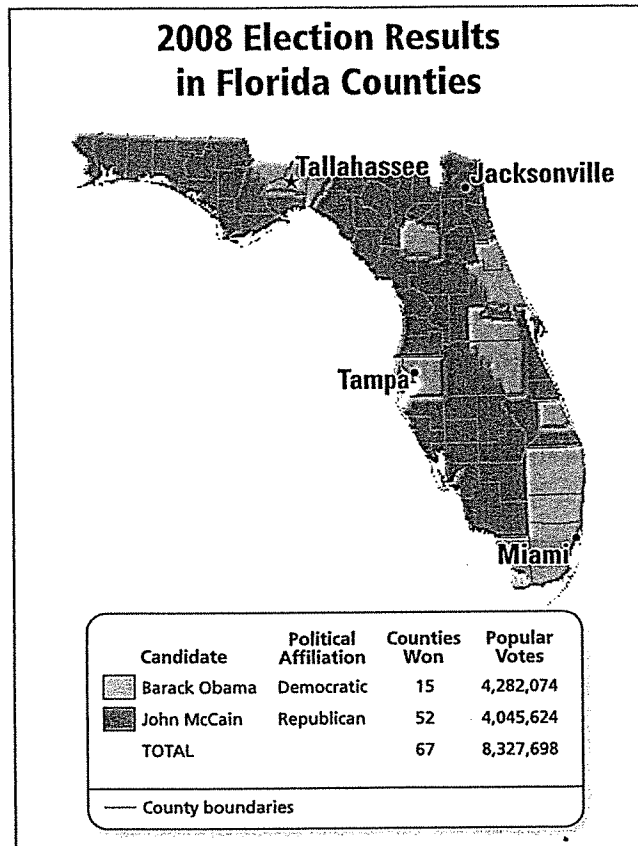 2008 Election Results
in Florida Counties
Tallahassee
Jacksonville
Tampa
Miami
Candidate Political Affiliation Counties Won Popular Votes
Barack Obama Democratic 15 4,282,074
John McCain Republican 52 4,045,624
TOTAL 67 8,327,698
County boundaries